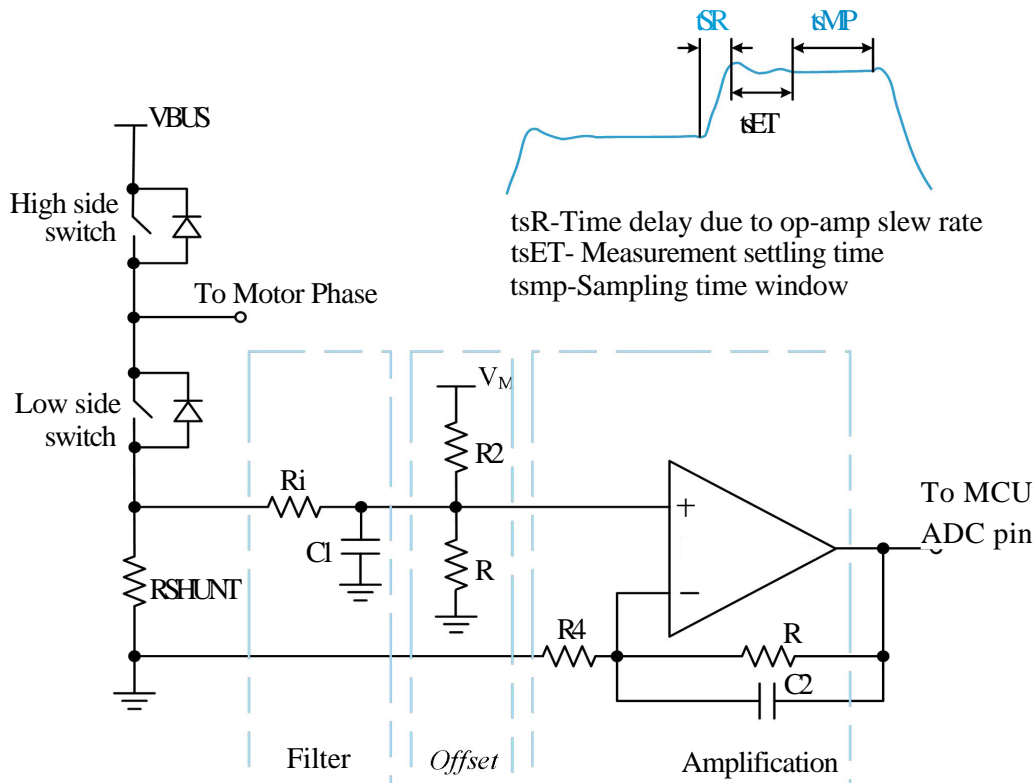 tSR
tsMP
tsET
VBUS
High side
switch
tsR-Time delay due to op-amp slew rate
tsET- Measurement settling time
tsmp-Sampling time window
To Motor Phase
Low side
switch
VM
R2
Ri
C1
R
+
−
To MCU
ADC pin
RSHUNT
R4
R
C2
Filter
Offset
Amplification